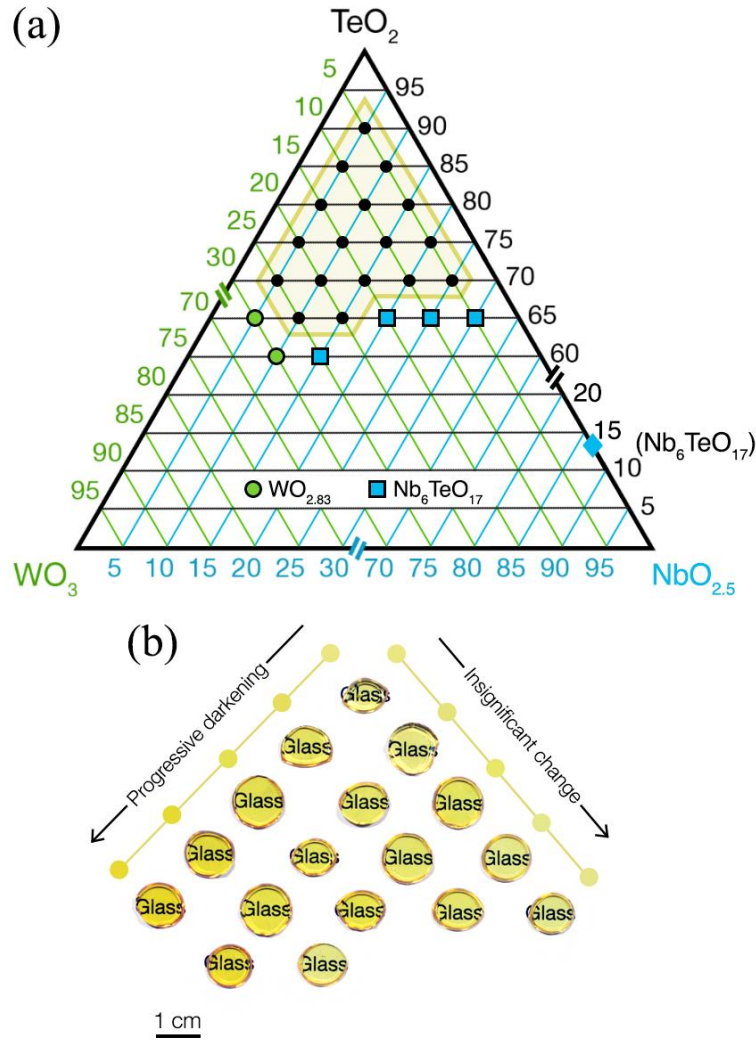 (a)
TeO₂
5
95
10
90
15
85
20
80
25
75
30
70
70
65
75
60
80
20
85
15 (Nb₆TeO₁₇)
90
10
95
WO₂.₈₃ Nb₆TeO₁₇
5
WO₃ 5 10 15 20 25 30 70 75 80 85 90 95 NbO₂.₅
(b)
Progressive darkening
Insignificant change
Glass
Glass Glass
Glass Glass Glass
Glass Glass Glass Glass
Glass Glass Glass Glass Glass
Glass Glass
1 cm